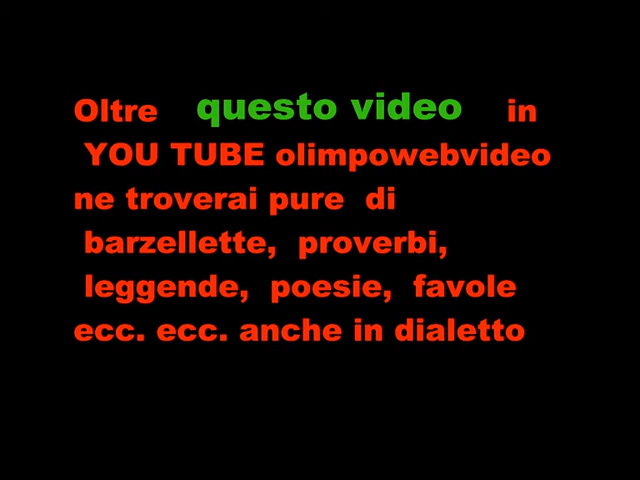 Oltre questo video in
YOU TUBE olimpowebvideo
ne troverai pure di
barzellette, proverbi,
leggende, poesie, favole
ecc. ecc. anche in dialetto